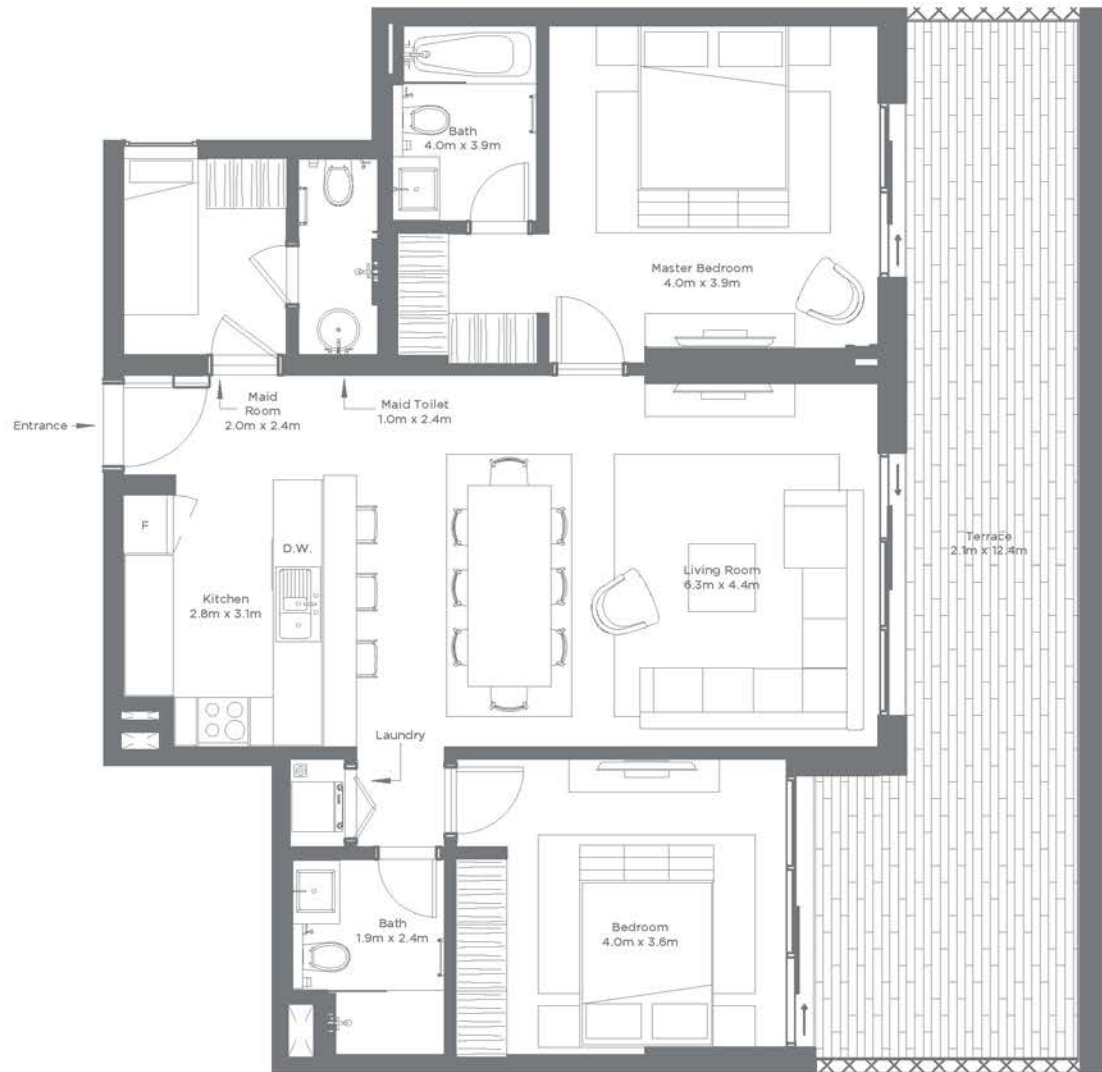 Bath
4.0m x 3.9m
Master Bedroom
4.0m x 3.9m
Maid
Room
2.0m x 2.4m
Maid Toilet
1.0m x 2.4m
Entrance
F
D.W.
Kitchen
2.8m x 3.1m
Living Room
6.3m x 4.4m
Terrace
2.1m x 12.4m
Laundry
Bath
1.9m x 2.4m
Bedroom
4.0m x 3.6m